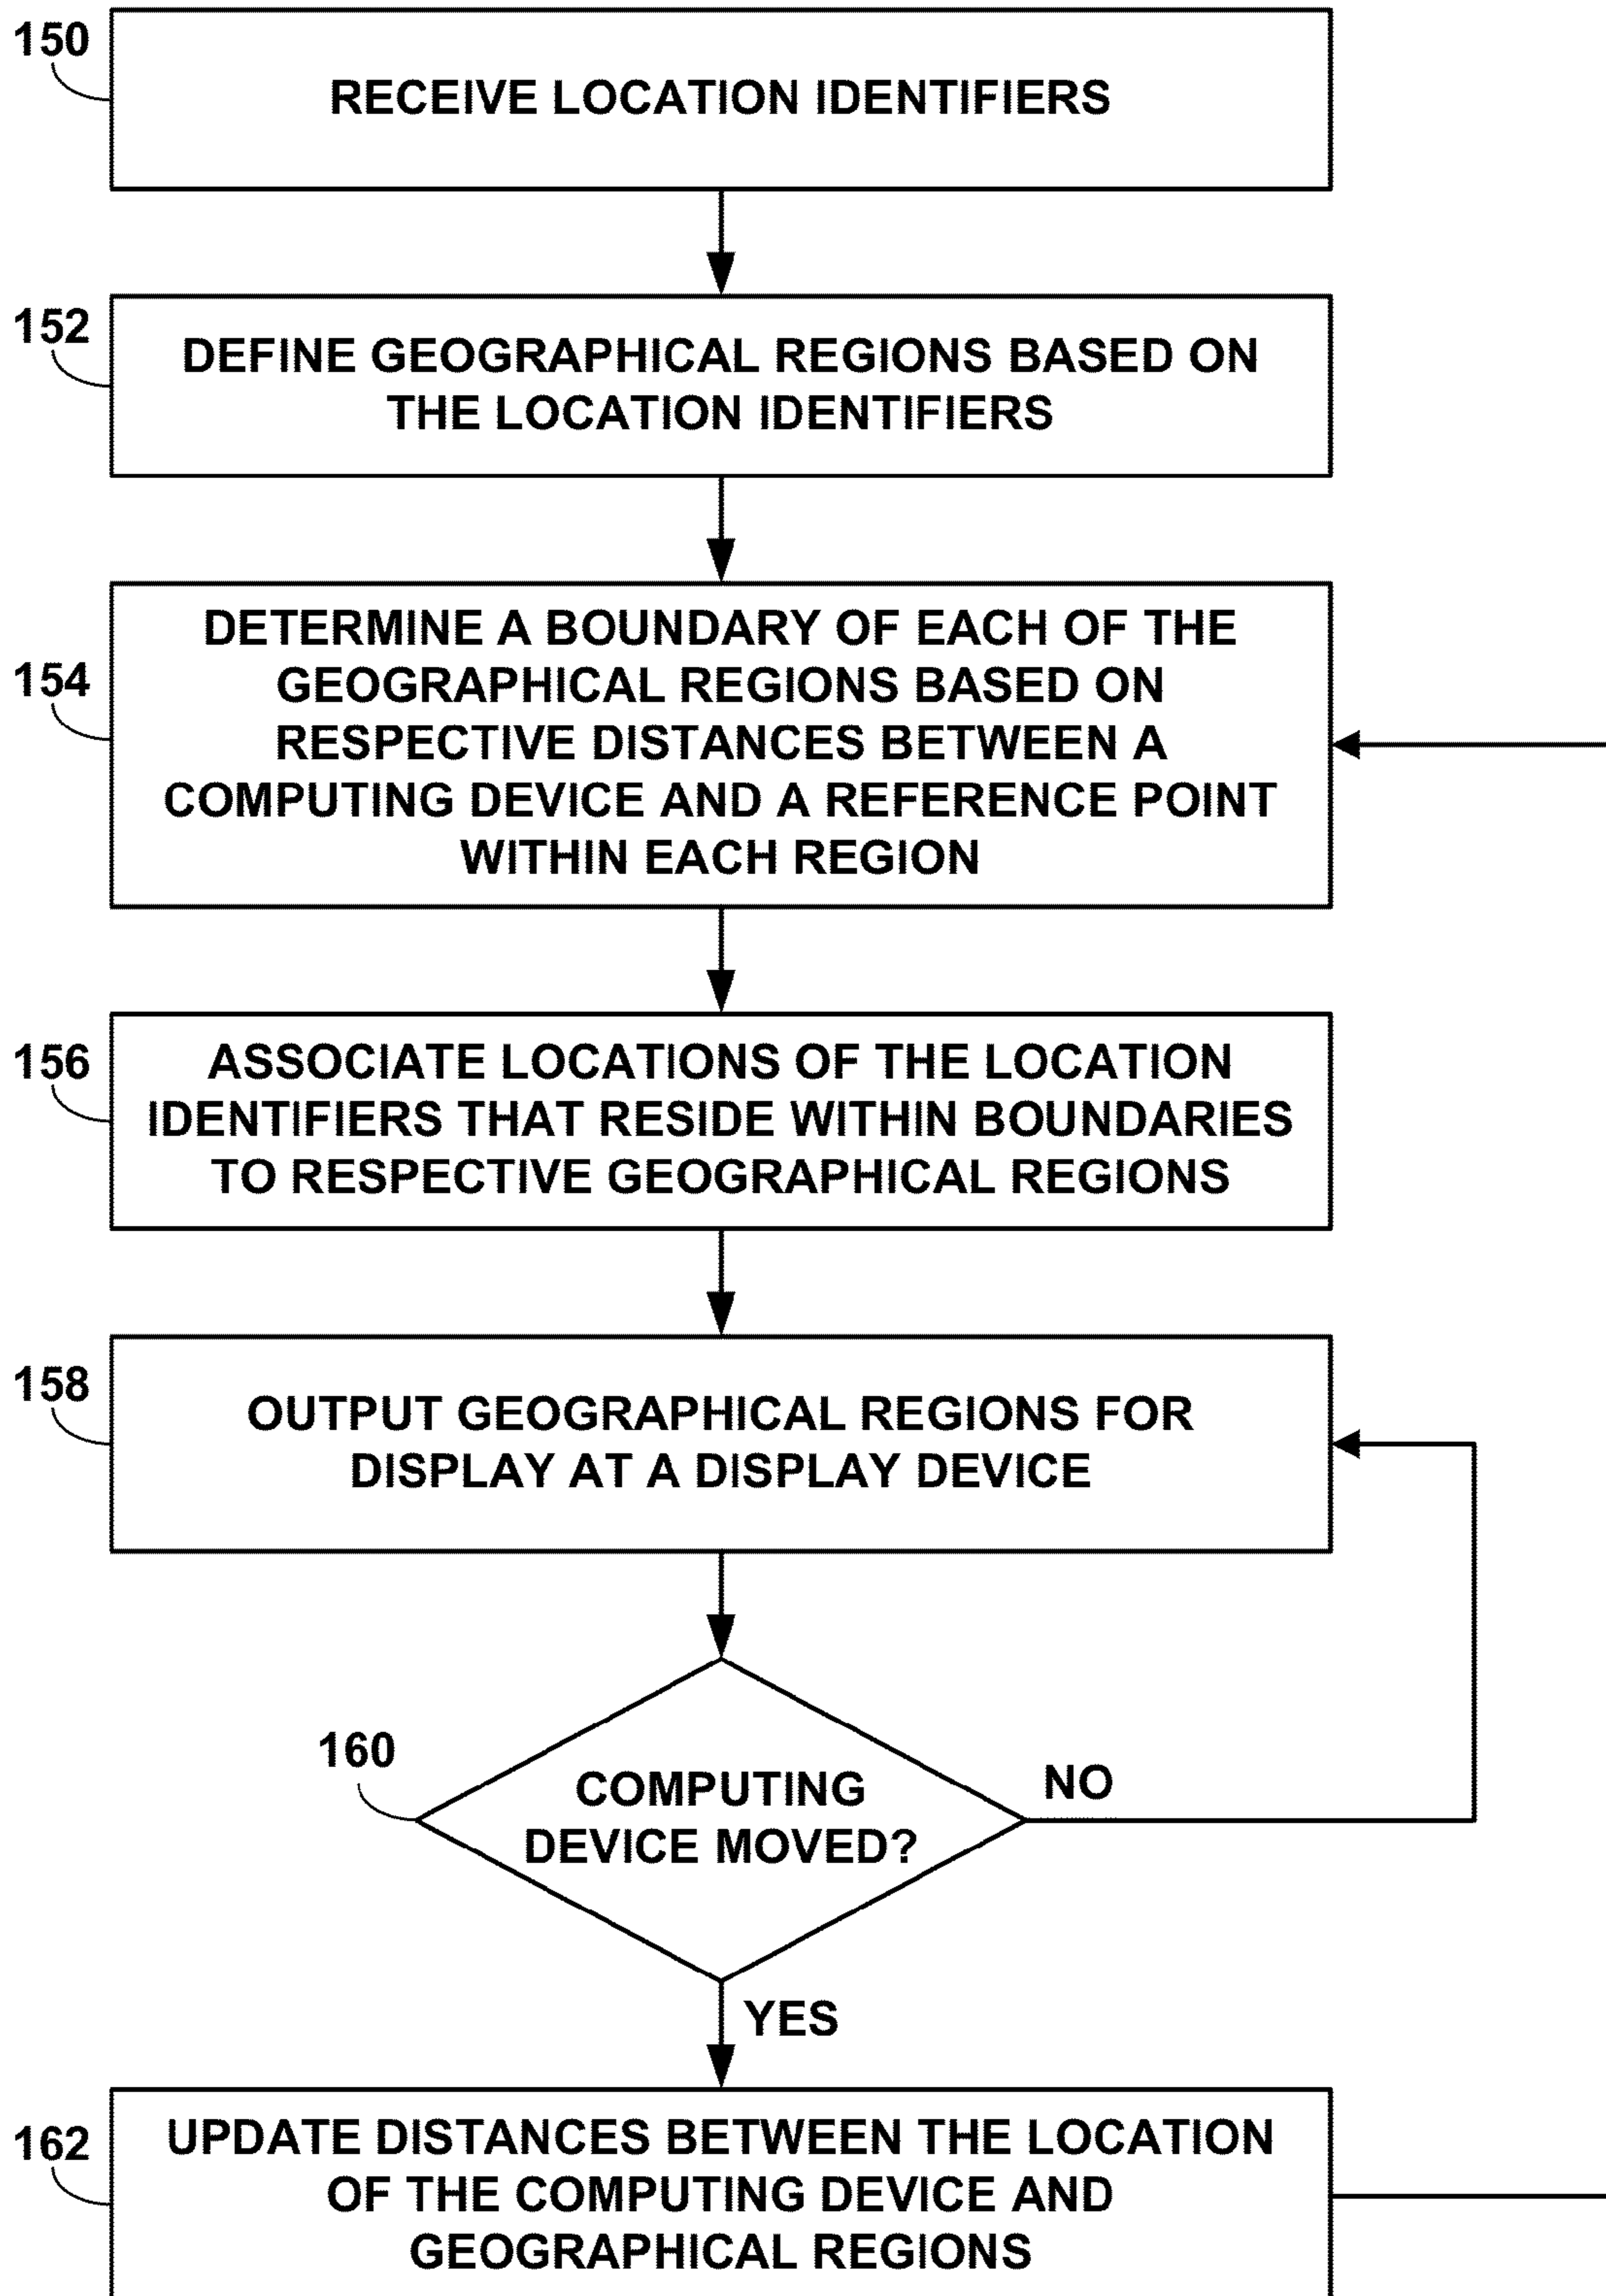 150
RECEIVE LOCATION IDENTIFIERS
152
DEFINE GEOGRAPHICAL REGIONS BASED ON
THE LOCATION IDENTIFIERS
154
DETERMINE A BOUNDARY OF EACH OF THE
GEOGRAPHICAL REGIONS BASED ON
RESPECTIVE DISTANCES BETWEEN A
COMPUTING DEVICE AND A REFERENCE POINT
WITHIN EACH REGION
156
ASSOCIATE LOCATIONS OF THE LOCATION
IDENTIFIERS THAT RESIDE WITHIN BOUNDARIES
TO RESPECTIVE GEOGRAPHICAL REGIONS
158
OUTPUT GEOGRAPHICAL REGIONS FOR
DISPLAY AT A DISPLAY DEVICE
160
COMPUTING
DEVICE MOVED?
NO
YES
162
UPDATE DISTANCES BETWEEN THE LOCATION
OF THE COMPUTING DEVICE AND
GEOGRAPHICAL REGIONS